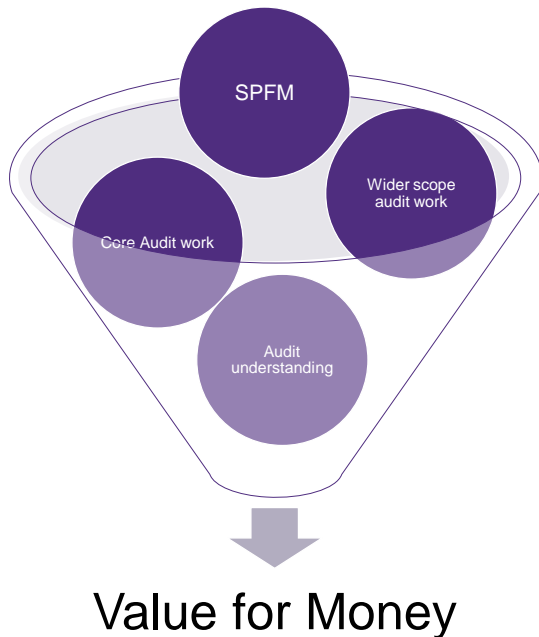 SPFM
Wider scope
audit work
Core Audit work
Audit
understanding
Value for Money